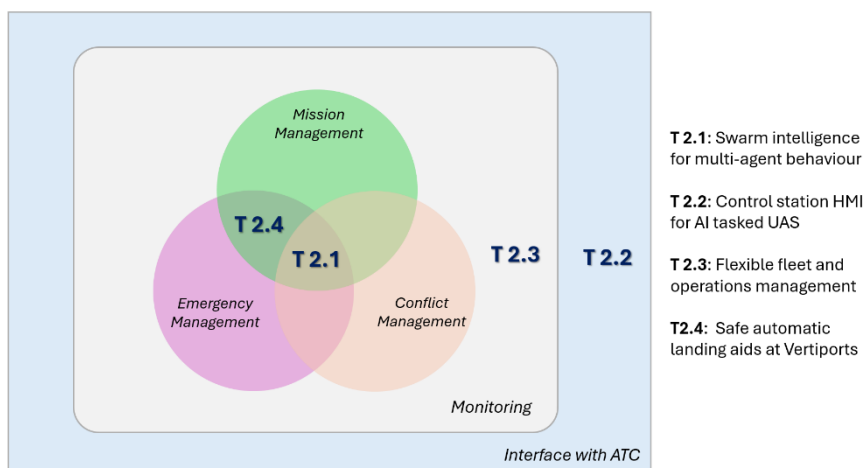 Mission
Management
T 2.4
T 2.1
T 2.3
T 2.2
Emergency
Management
Conflict
Management
Monitoring
Interface with ATC
T 2.1: Swarm intelligence
for multi-agent behaviour
T 2.2: Control station HMI
for AI tasked UAS
T 2.3: Flexible fleet and
operations management
T2.4: Safe automatic
landing aids at Vertiports